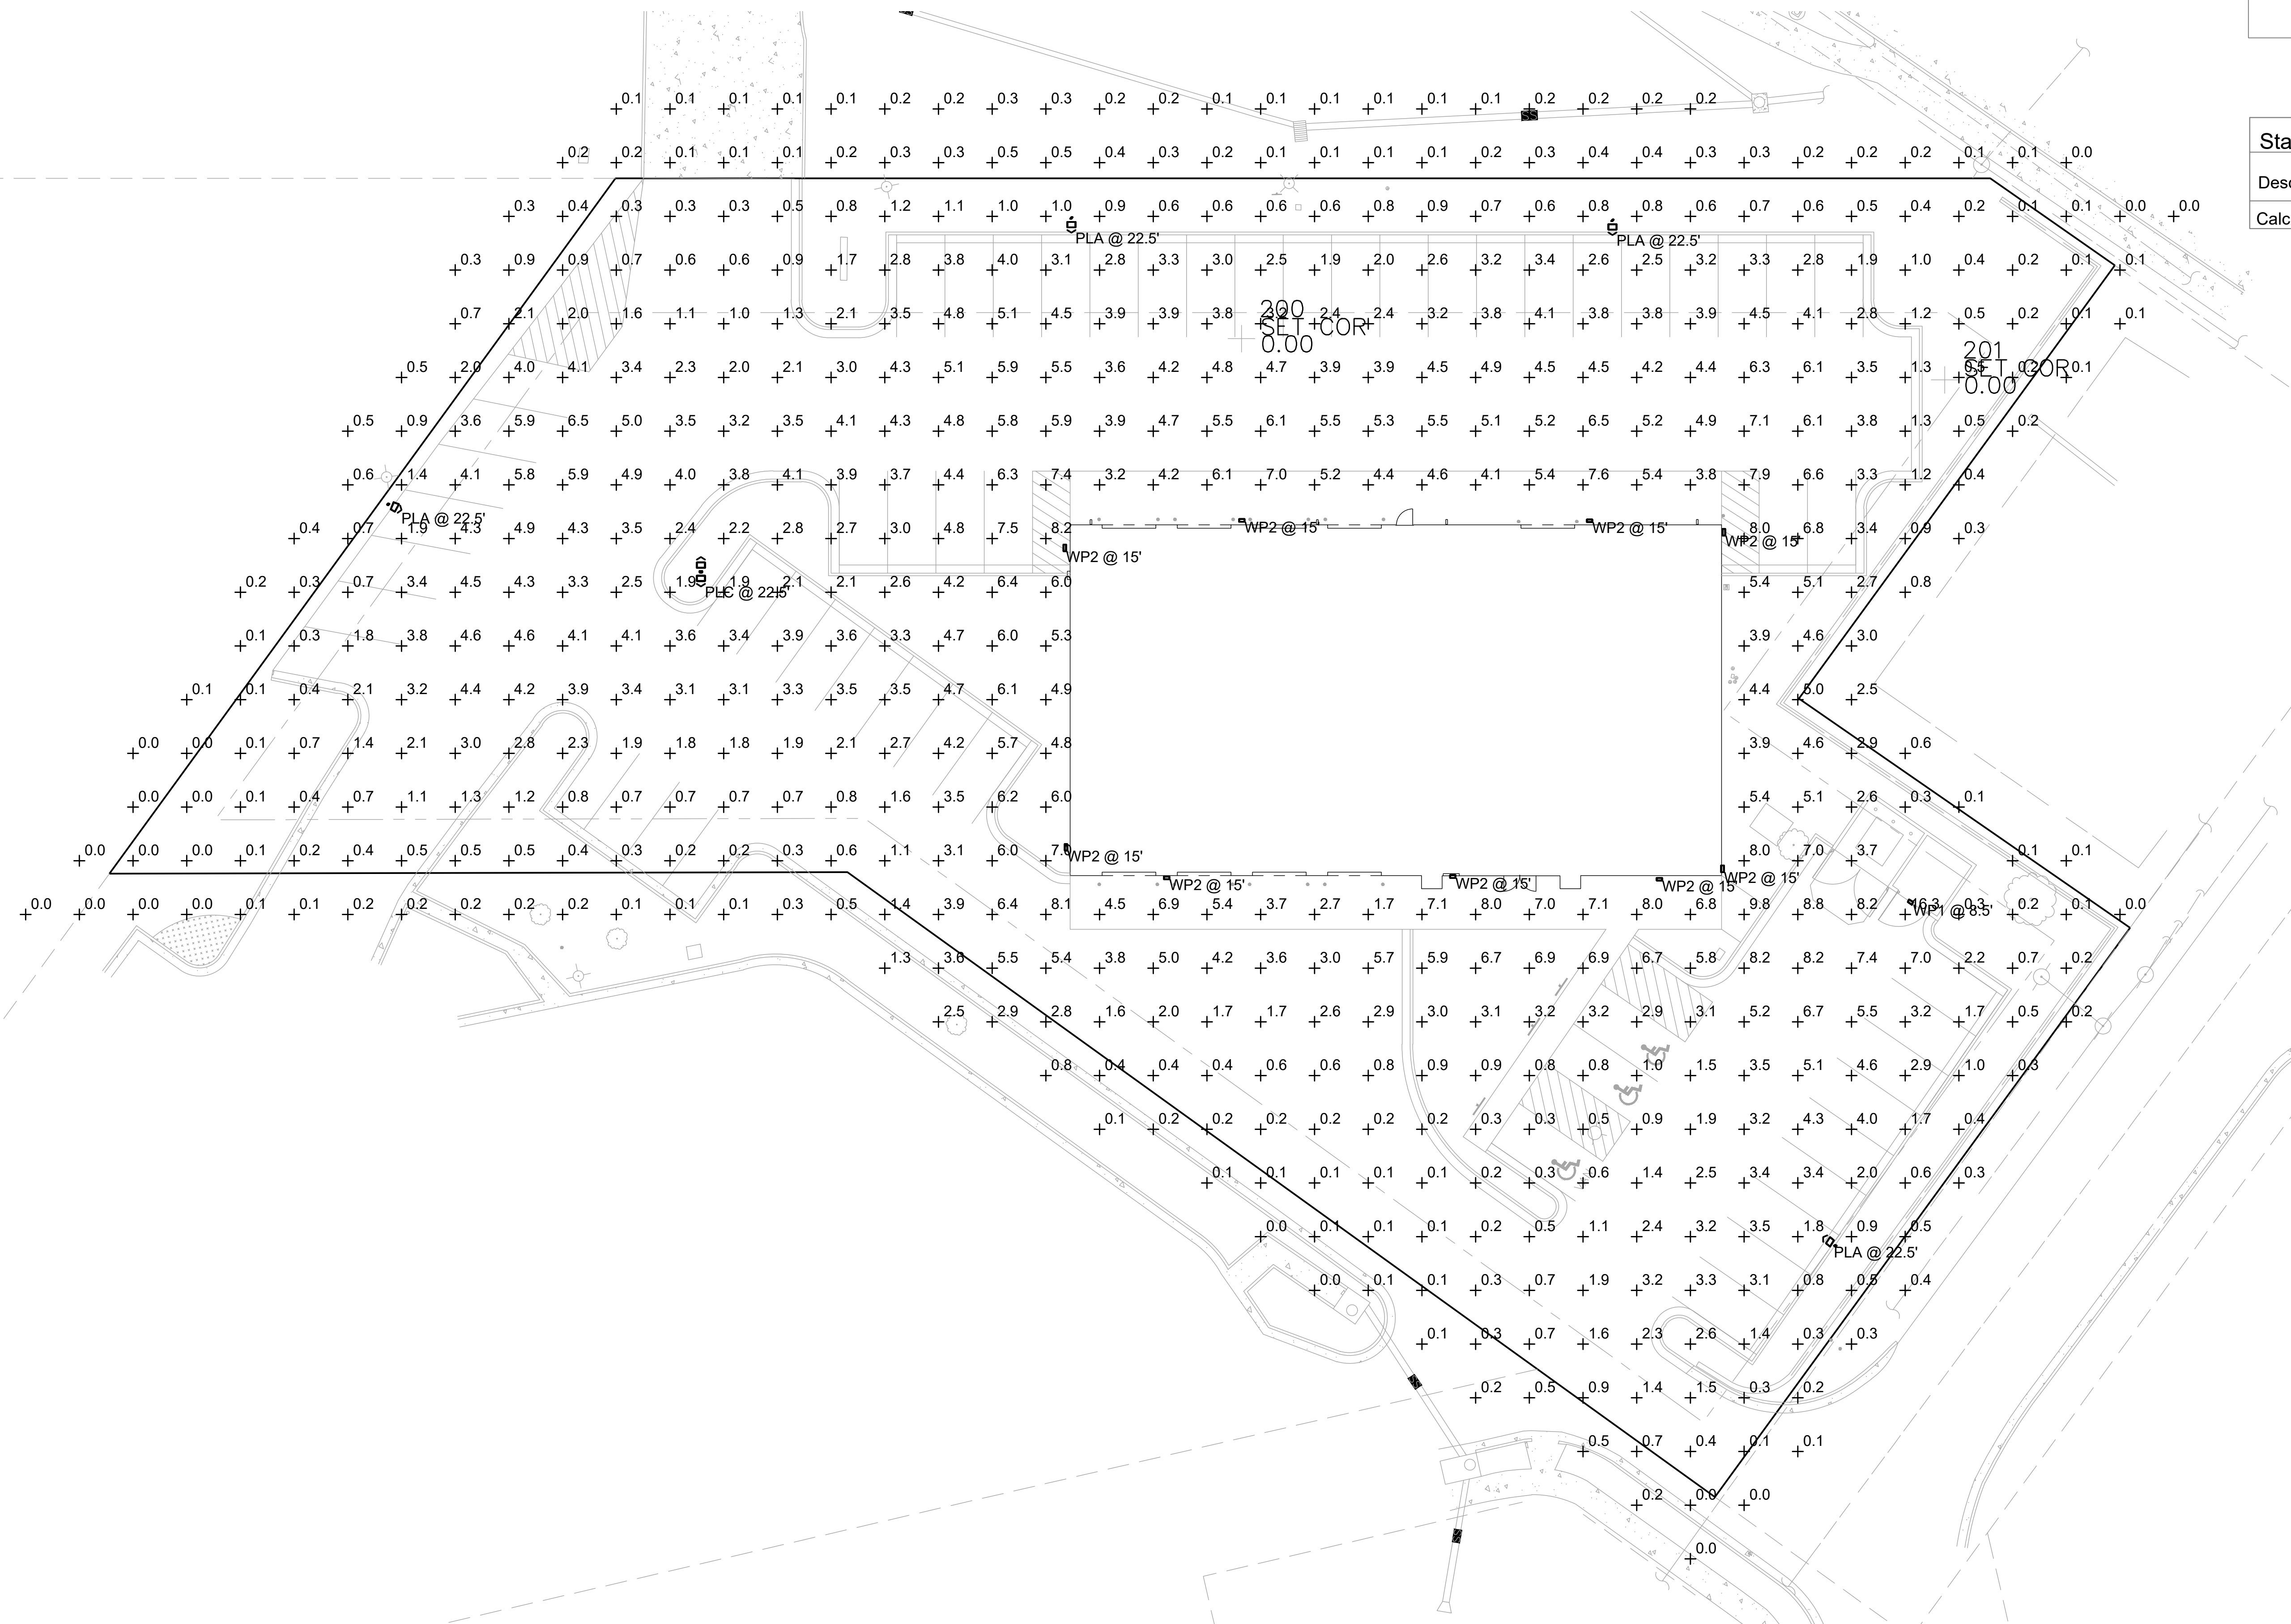 0.1 0.1 0.1 0.1 0.1 0.2 0.2 0.3 0.3 0.2 0.2 0.1 0.1 0.1 0.1 0.1 0.1 0.2 0.2 0.2 0.2
Sta
0.2 0.2 0.1 0.1 0.1 0.2 0.3 0.3 0.5 0.5 0.4 0.3 0.2 0.1 0.1 0.1 0.1 0.2 0.3 0.4 0.4 0.3 0.3 0.2 0.2 0.2 0.1 0.1 0.0
Desc
0.3 0.4 0.3 0.3 0.3 0.5 0.8 1.2 1.1 1.0 1.0 0.9 0.6 0.6 0.6 0.6 0.8 0.9 0.7 0.6 0.8 0.8 0.6 0.7 0.6 0.5 0.4 0.2 0.1 0.1 0.0 0.0
Calc
PLA @ 22.5' PLA @ 22.5'
0.3 0.9 0.9 0.7 0.6 0.6 0.9 1.7 2.8 3.8 4.0 3.1 2.8 3.3 3.0 2.5 1.9 2.0 2.6 3.2 3.4 2.6 2.5 3.2 3.3 2.8 1.9 1.0 0.4 0.2 0.1 0.1
200
0.7 2.1 2.0 1.6 1.1 1.0 1.3 2.1 3.5 4.8 5.1 4.5 3.9 3.9 3.8 3.2 2.4 2.4 3.2 3.8 4.1 3.8 3.8 3.9 4.5 4.1 2.8 1.2 0.5 0.2 0.1 0.1
SET COR
0.00
201
0.5 2.0 4.0 4.1 3.4 2.3 2.0 2.1 3.0 4.3 5.1 5.9 5.5 3.6 4.2 4.8 4.7 3.9 3.9 4.5 4.9 4.5 4.5 4.2 4.4 6.3 6.1 3.5 1.3 0.5 0.2 0.1
SET COR
0.00
0.5 0.9 3.6 5.9 6.5 5.0 3.5 3.2 3.5 4.1 4.3 4.8 5.8 5.9 3.9 4.7 5.5 6.1 5.5 5.3 5.5 5.1 5.2 6.5 5.2 4.9 7.1 6.1 3.8 1.3 0.5 0.2
0.6 1.4 4.1 5.8 5.9 4.9 4.0 3.8 4.1 3.9 3.7 4.4 6.3 7.4 3.2 4.2 6.1 7.0 5.2 4.4 4.6 4.1 5.4 7.6 5.4 3.8 7.9 6.6 3.3 1.2 0.4
PLA @ 22.5'
0.4 0.7 1.9 4.3 4.9 4.3 3.5 2.4 2.2 2.8 2.7 3.0 4.8 7.5 8.2 WP2 @ 15' WP2 @ 15' 8.0 6.8 3.4 0.9 0.3
WP2 @ 15'
WP2 @ 15'
0.2 0.3 0.7 3.4 4.5 4.3 3.3 2.5 1.9 1.9 2.1 2.1 2.6 4.2 6.4 6.0 5.4 5.1 2.7 0.8
PLC @ 22.5'
0.1 0.3 1.8 3.8 4.6 4.6 4.1 4.1 3.6 3.4 3.9 3.6 3.3 4.7 6.0 5.3 3.9 4.6 3.0
0.1 0.1 0.4 2.1 3.2 4.4 4.2 3.9 3.4 3.1 3.1 3.3 3.5 3.5 4.7 6.1 4.9 4.4 5.0 2.5
0.0 0.0 0.1 0.7 1.4 2.1 3.0 2.8 2.3 1.9 1.8 1.8 1.9 2.1 2.7 4.2 5.7 4.8 3.9 4.6 2.9 0.6
0.0 0.0 0.1 0.4 0.7 1.1 1.3 1.2 0.8 0.7 0.7 0.7 0.7 0.8 1.6 3.5 6.2 6.0 5.4 5.1 2.6 0.3 0.1
0.0 0.0 0.0 0.1 0.2 0.4 0.5 0.5 0.5 0.4 0.3 0.2 0.2 0.3 0.6 1.1 3.1 6.0 8.0 7.0 3.7 0.1 0.1
WP2 @ 15'
WP2 @ 15' WP2 @ 15' WP2 @ 15' WP2 @ 15'
0.0 0.0 0.0 0.0 0.1 0.1 0.2 0.2 0.2 0.2 0.2 0.1 0.1 0.1 0.3 0.5 1.4 3.9 6.4 8.1 4.5 6.9 5.4 3.7 2.7 1.7 7.1 8.0 7.0 7.1 8.0 6.8 9.8 8.8 8.2 16.3 0.3 0.2 0.1 0.0
WP1 @ 8.5'
1.3 3.6 5.5 5.4 3.8 5.0 4.2 3.6 3.0 5.7 5.9 6.7 6.9 6.9 6.7 5.8 8.2 8.2 7.4 7.0 2.2 0.7 0.2
2.5 2.9 2.8 1.6 2.0 1.7 1.7 2.6 2.9 3.0 3.1 3.2 3.2 2.9 3.1 5.2 6.7 5.5 3.2 1.7 0.5 0.2
0.8 0.4 0.4 0.4 0.6 0.6 0.8 0.9 0.9 0.8 0.8 1.0 1.5 3.5 5.1 4.6 2.9 1.0 0.3
0.1 0.2 0.2 0.2 0.2 0.2 0.2 0.3 0.3 0.5 0.9 1.9 3.2 4.3 4.0 1.7 0.4
0.1 0.1 0.1 0.1 0.1 0.2 0.3 0.6 1.4 2.5 3.4 3.4 2.0 0.6 0.3
0.0 0.1 0.1 0.1 0.2 0.5 1.1 2.4 3.2 3.5 1.8 0.9 0.5
PLA @ 22.5'
0.0 0.1 0.1 0.3 0.7 1.9 3.2 3.3 3.1 0.8 0.5 0.4
0.1 0.3 0.7 1.6 2.3 2.6 1.4 0.3 0.3
0.2 0.5 0.9 1.4 1.5 0.3 0.2
0.5 0.7 0.4 0.1 0.1
0.2 0.0 0.0
0.0